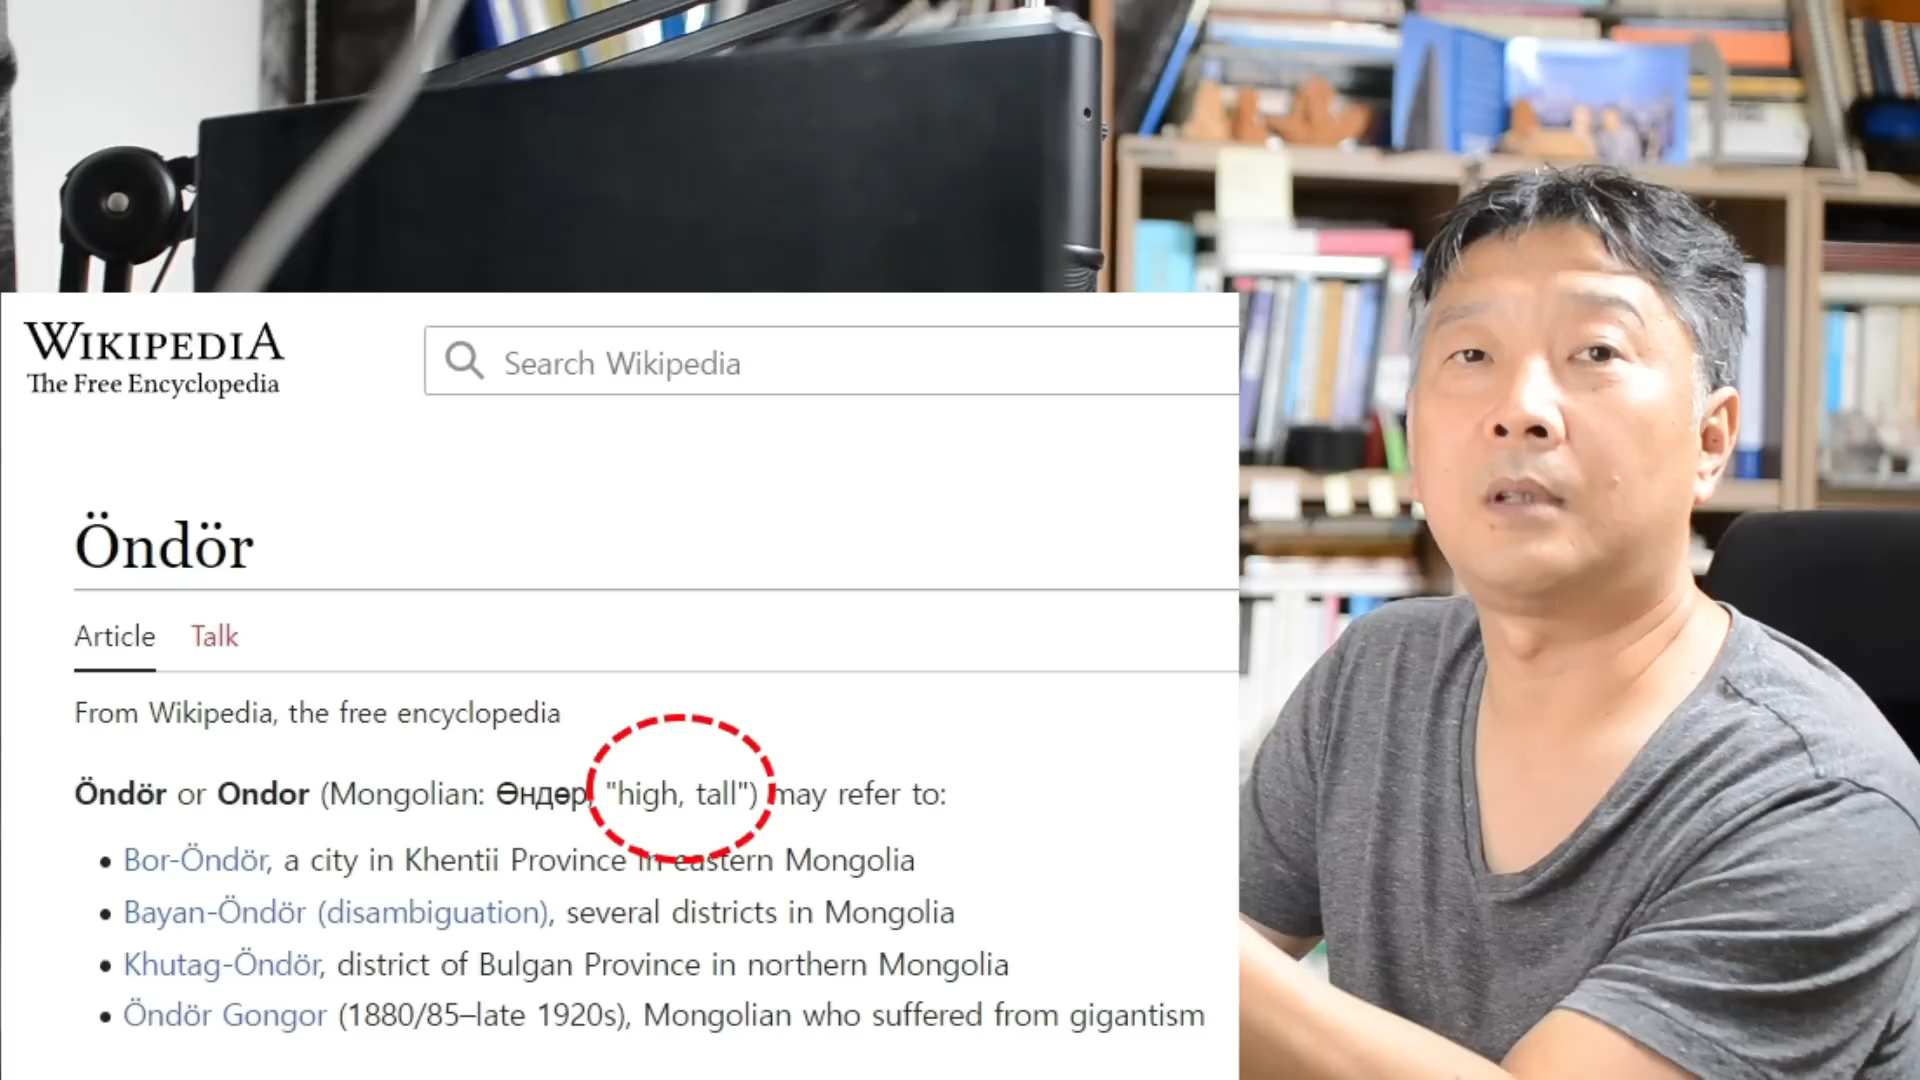 WIKIPEDIA
The Free Encyclopedia
Search Wikipedia
Öndör
Article Talk
From Wikipedia, the free encyclopedia
Öndör or Ondor (Mongolian: Өндөр, "high, tall") may refer to:
• Bor-Öndör, a city in Khentii Province in eastern Mongolia
• Bayan-Öndör (disambiguation), several districts in Mongolia
• Khutag-Öndör, district of Bulgan Province in northern Mongolia
• Öndör Gongor (1880/85–late 1920s), Mongolian who suffered from gigantism